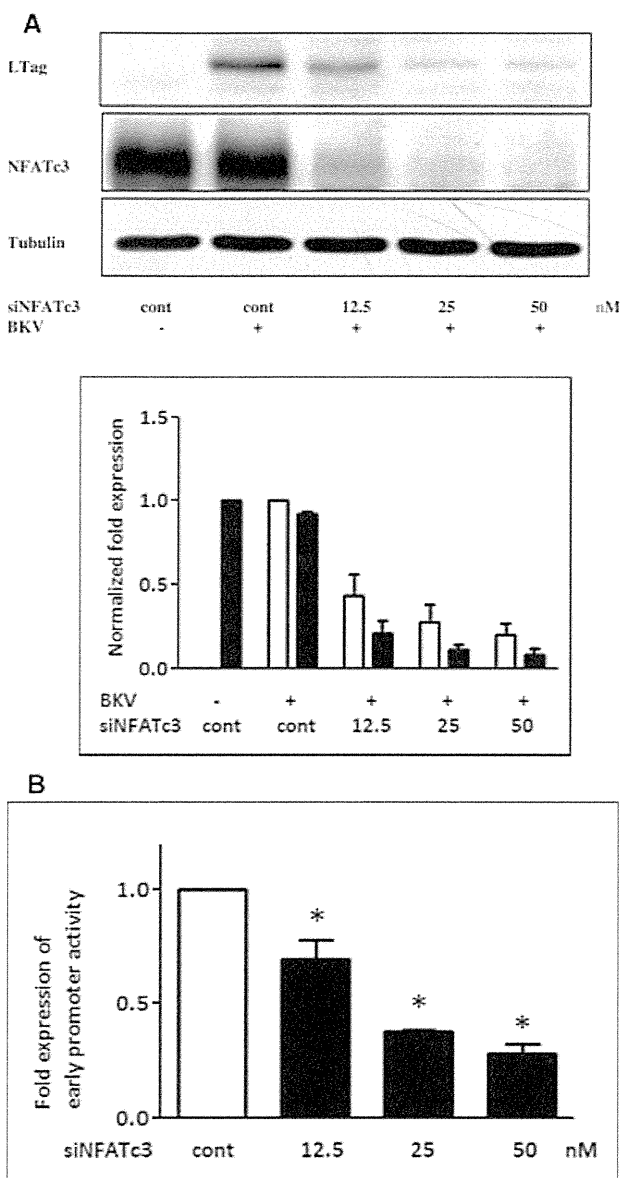 A
LTag
NFATc3
Tubulin
siNFATc3 cont cont 12.5 25 50 nM
BKV - + + + +
1.5
1.0
0.5
0.0
Normalized fold expression
BKV - + + + +
siNFATc3 cont cont 12.5 25 50
B
1.0
0.5
0.0
Fold expression of
early promoter activity
* * *
siNFATc3 cont 12.5 25 50 nM